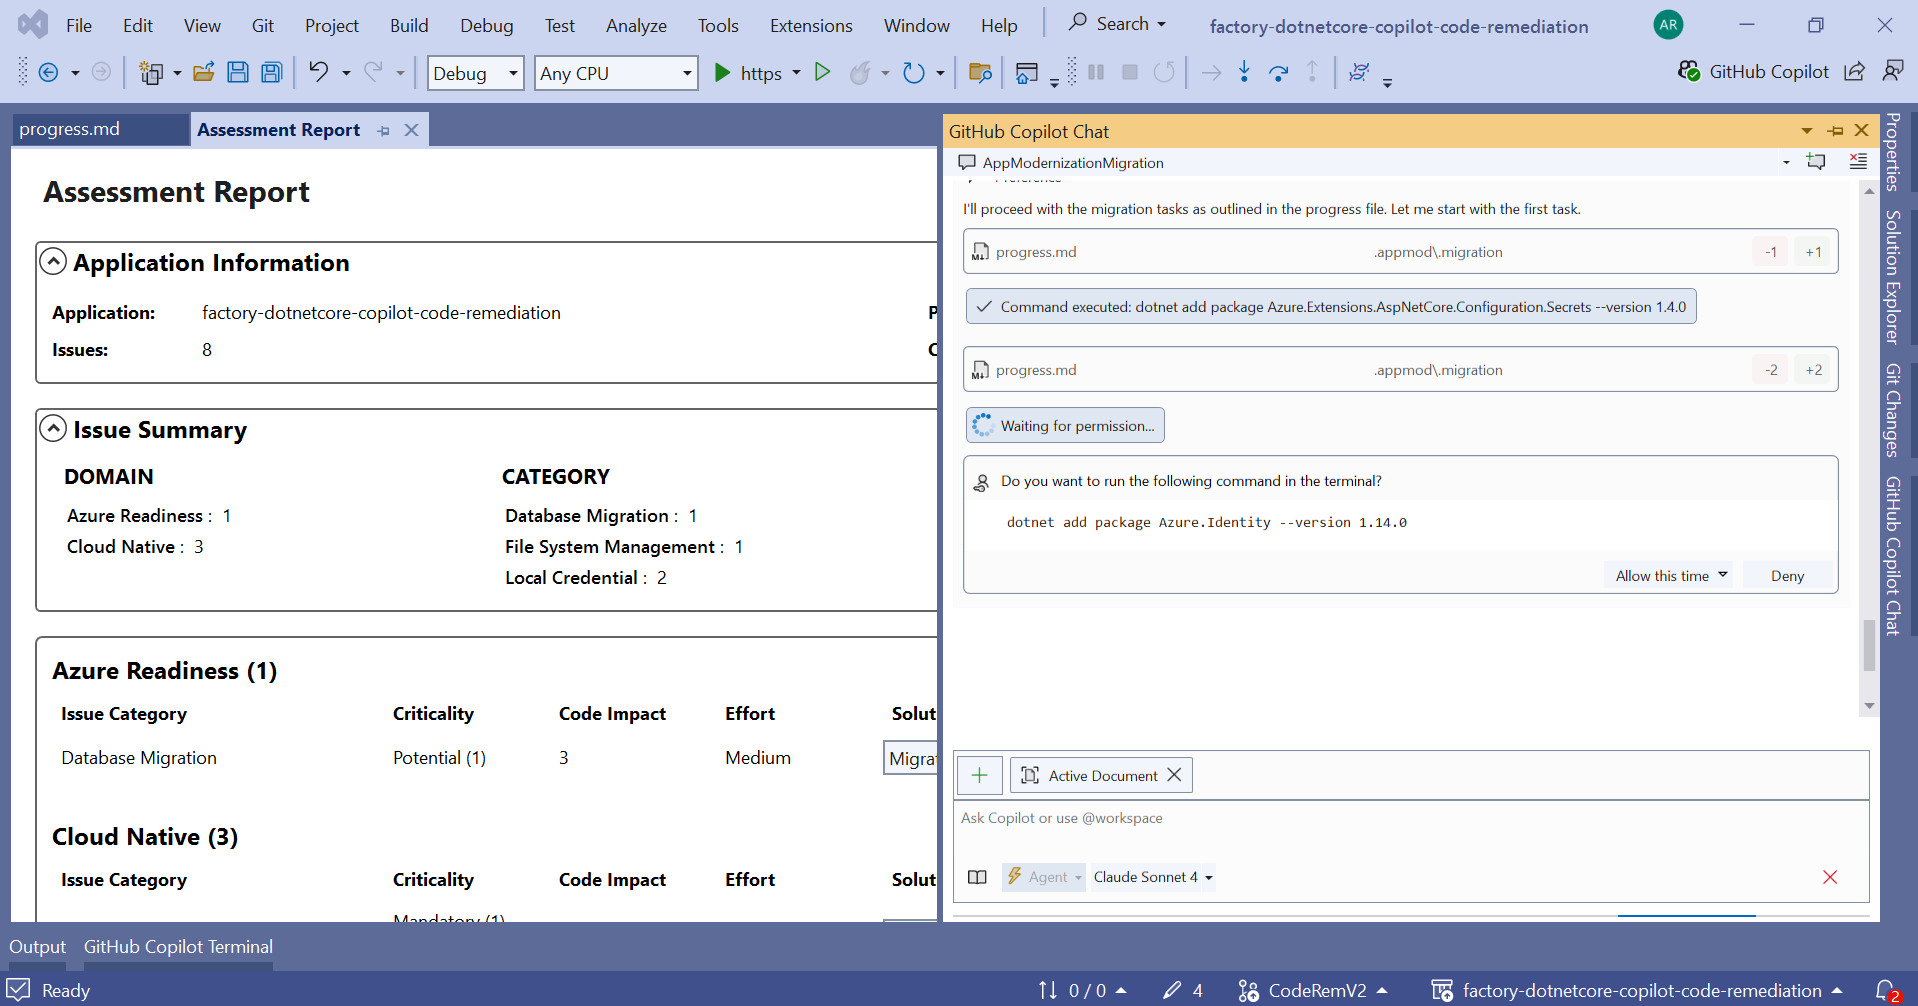 File Edit View Git Project Build Debug Test Analyze Tools Extensions Window Help Search factory-dotnetcore-copilot-code-remediation AR
Debug Any CPU https GitHub Copilot
progress.md Assessment Report
Assessment Report
Application Information
Application: factory-dotnetcore-copilot-code-remediation P
Issues: 8 C
Issue Summary
DOMAIN CATEGORY
Azure Readiness : 1 Database Migration : 1
Cloud Native : 3 File System Management : 1
Local Credential : 2
Azure Readiness (1)
Issue Category Criticality Code Impact Effort Solut
Database Migration Potential (1) 3 Medium Migrat
Cloud Native (3)
Issue Category Criticality Code Impact Effort Solut
Mandatory (1)
GitHub Copilot Chat
AppModernizationMigration
Preference
I'll proceed with the migration tasks as outlined in the progress file. Let me start with the first task.
progress.md .appmod\.migration -1 +1
Command executed: dotnet add package Azure.Extensions.AspNetCore.Configuration.Secrets --version 1.4.0
progress.md .appmod\.migration -2 +2
Waiting for permission...
Do you want to run the following command in the terminal?
dotnet add package Azure.Identity --version 1.14.0
Allow this time Deny
Active Document
Ask Copilot or use @workspace
Agent Claude Sonnet 4
Properties
Solution Explorer
Git Changes
GitHub Copilot Chat
Output GitHub Copilot Terminal
Ready 0 / 0 4 CodeRemV2 factory-dotnetcore-copilot-code-remediation 2